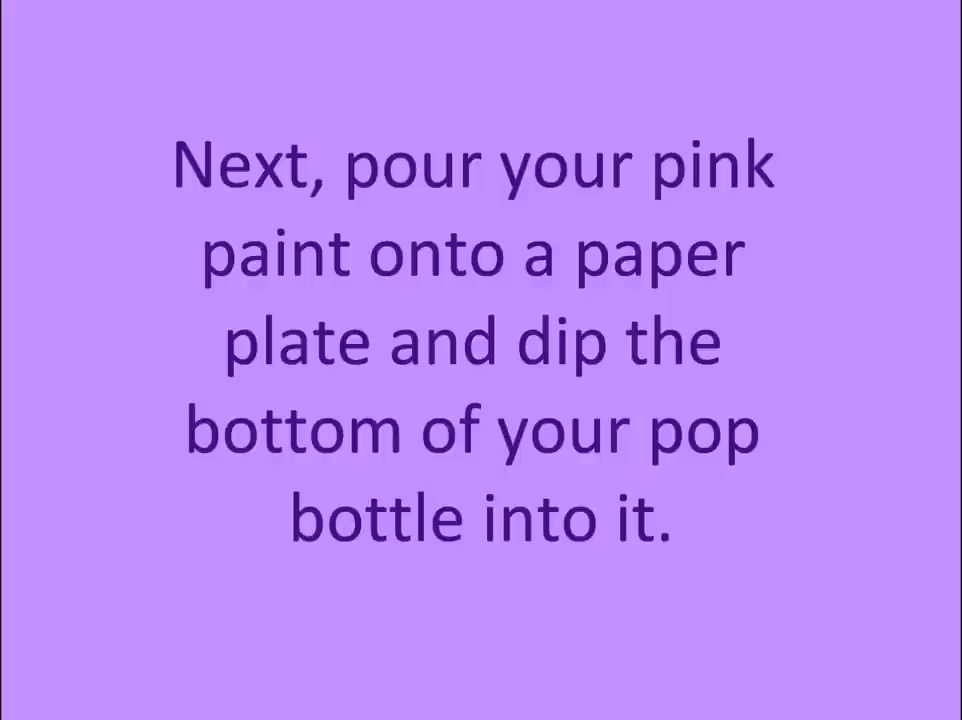 Next, pour your pink
paint onto a paper
plate and dip the
bottom of your pop
bottle into it.